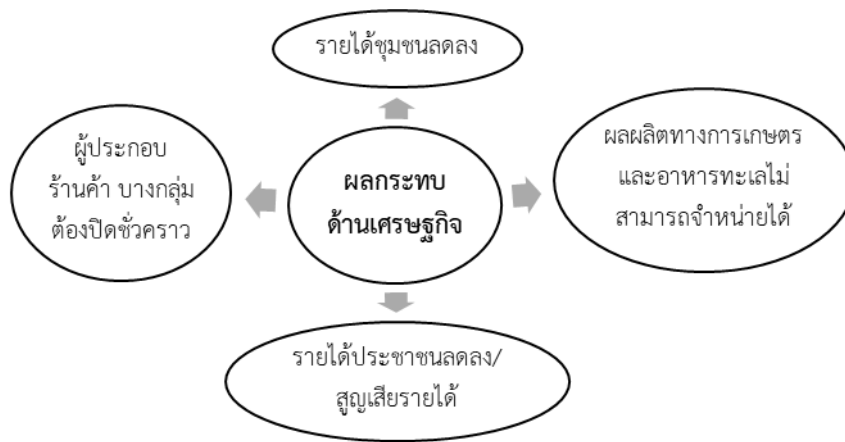 รายได้ชุมชนลดลง
ผู้ประกอบ
ร้านค้า บางกลุ่ม
ต้องปิดชั่วคราว
ผลกระทบ
ด้านเศรษฐกิจ
ผลผลิตทางการเกษตร
และอาหารทะเลไม่
สามารถจำหน่ายได้
รายได้ประชาชนลดลง/
สูญเสียรายได้